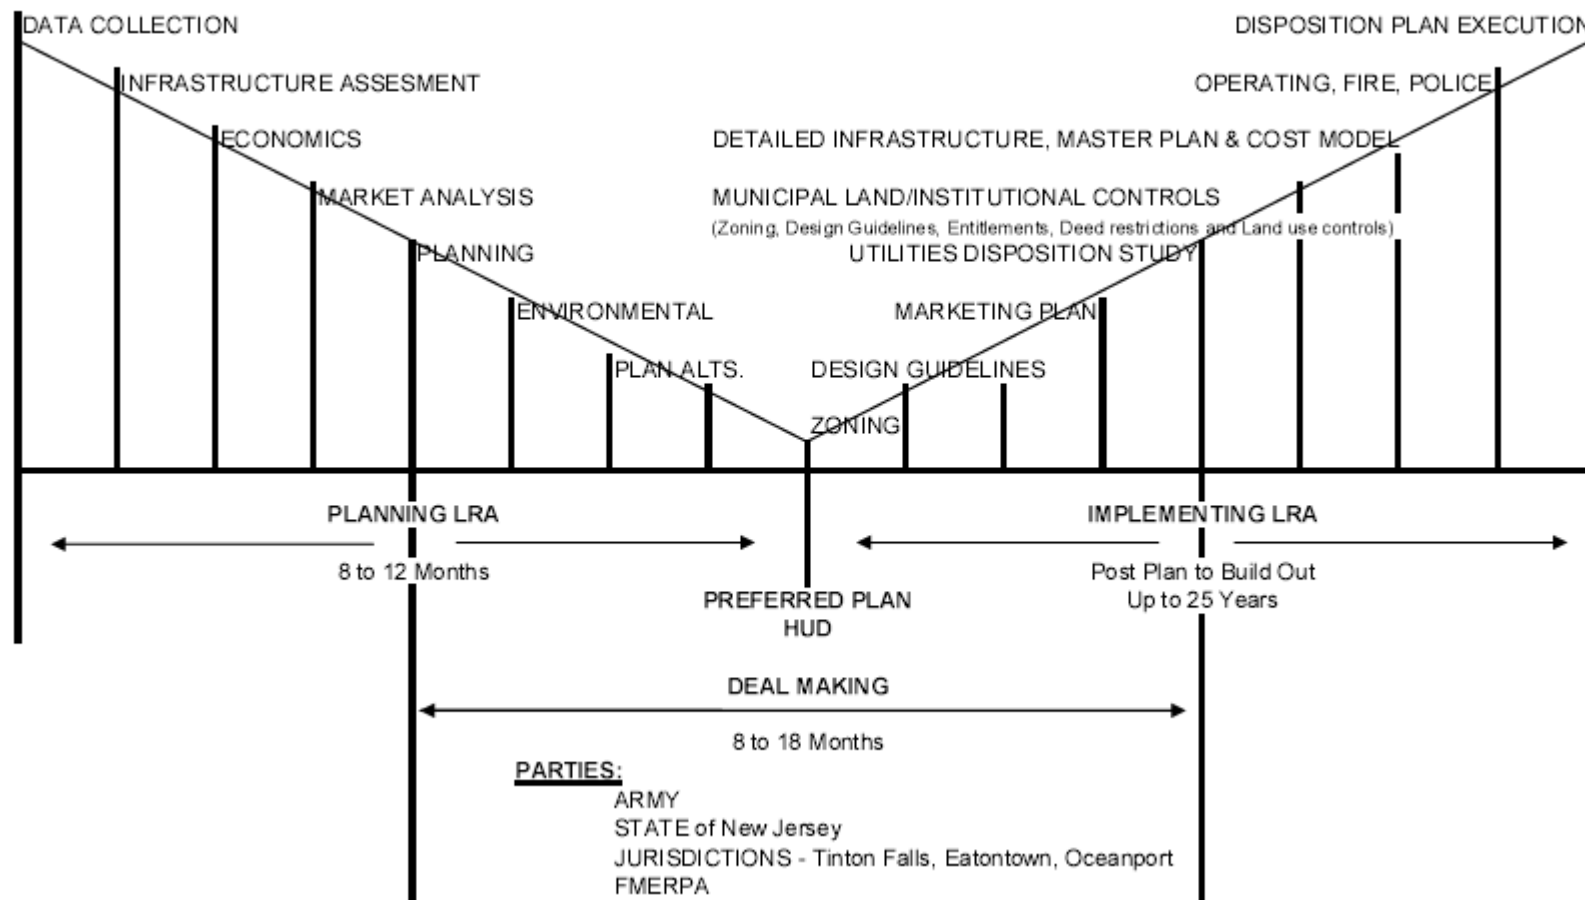 DATA COLLECTION
DISPOSITION PLAN EXECUTION
INFRASTRUCTURE ASSESMENT
OPERATING, FIRE, POLICE
ECONOMICS
DETAILED INFRASTRUCTURE, MASTER PLAN & COST MODEL
MARKET ANALYSIS
MUNICIPAL LAND/INSTITUTIONAL CONTROLS
(Zoning, Design Guidelines, Entitlements, Deed restrictions and Land use controls)
PLANNING
UTILITIES DISPOSITION STUDY
ENVIRONMENTAL
MARKETING PLAN
PLAN ALTS.
DESIGN GUIDELINES
ZONING
PLANNING LRA
IMPLEMENTING LRA
8 to 12 Months
Post Plan to Build Out
Up to 25 Years
PREFERRED PLAN
HUD
DEAL MAKING
8 to 18 Months
PARTIES:
ARMY
STATE of New Jersey
JURISDICTIONS - Tinton Falls, Eatontown, Oceanport
FMERPA